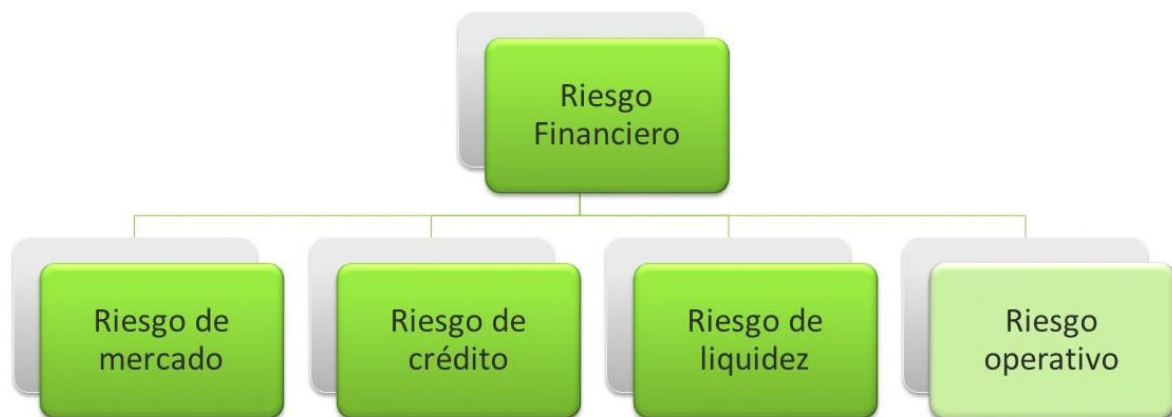 Riesgo
Financiero
Riesgo de
mercado
Riesgo de
crédito
Riesgo de
liquidez
Riesgo
operativo